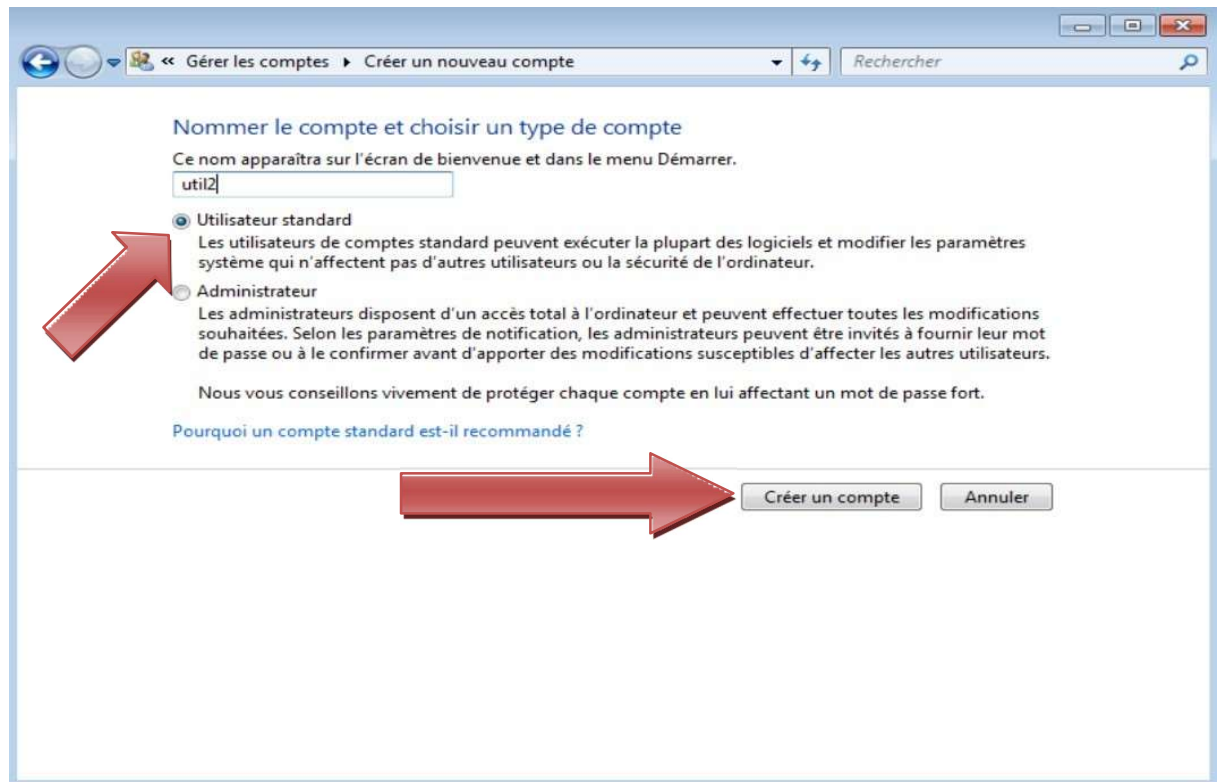 « Gérer les comptes ▸ Créer un nouveau compte
Rechercher
Nommer le compte et choisir un type de compte
Ce nom apparaîtra sur l'écran de bienvenue et dans le menu Démarrer.
util2
Utilisateur standard
Les utilisateurs de comptes standard peuvent exécuter la plupart des logiciels et modifier les paramètres
système qui n'affectent pas d'autres utilisateurs ou la sécurité de l'ordinateur.
Administrateur
Les administrateurs disposent d'un accès total à l'ordinateur et peuvent effectuer toutes les modifications
souhaitées. Selon les paramètres de notification, les administrateurs peuvent être invités à fournir leur mot
de passe ou à le confirmer avant d'apporter des modifications susceptibles d'affecter les autres utilisateurs.
Nous vous conseillons vivement de protéger chaque compte en lui affectant un mot de passe fort.
Pourquoi un compte standard est-il recommandé ?
Créer un compte
Annuler